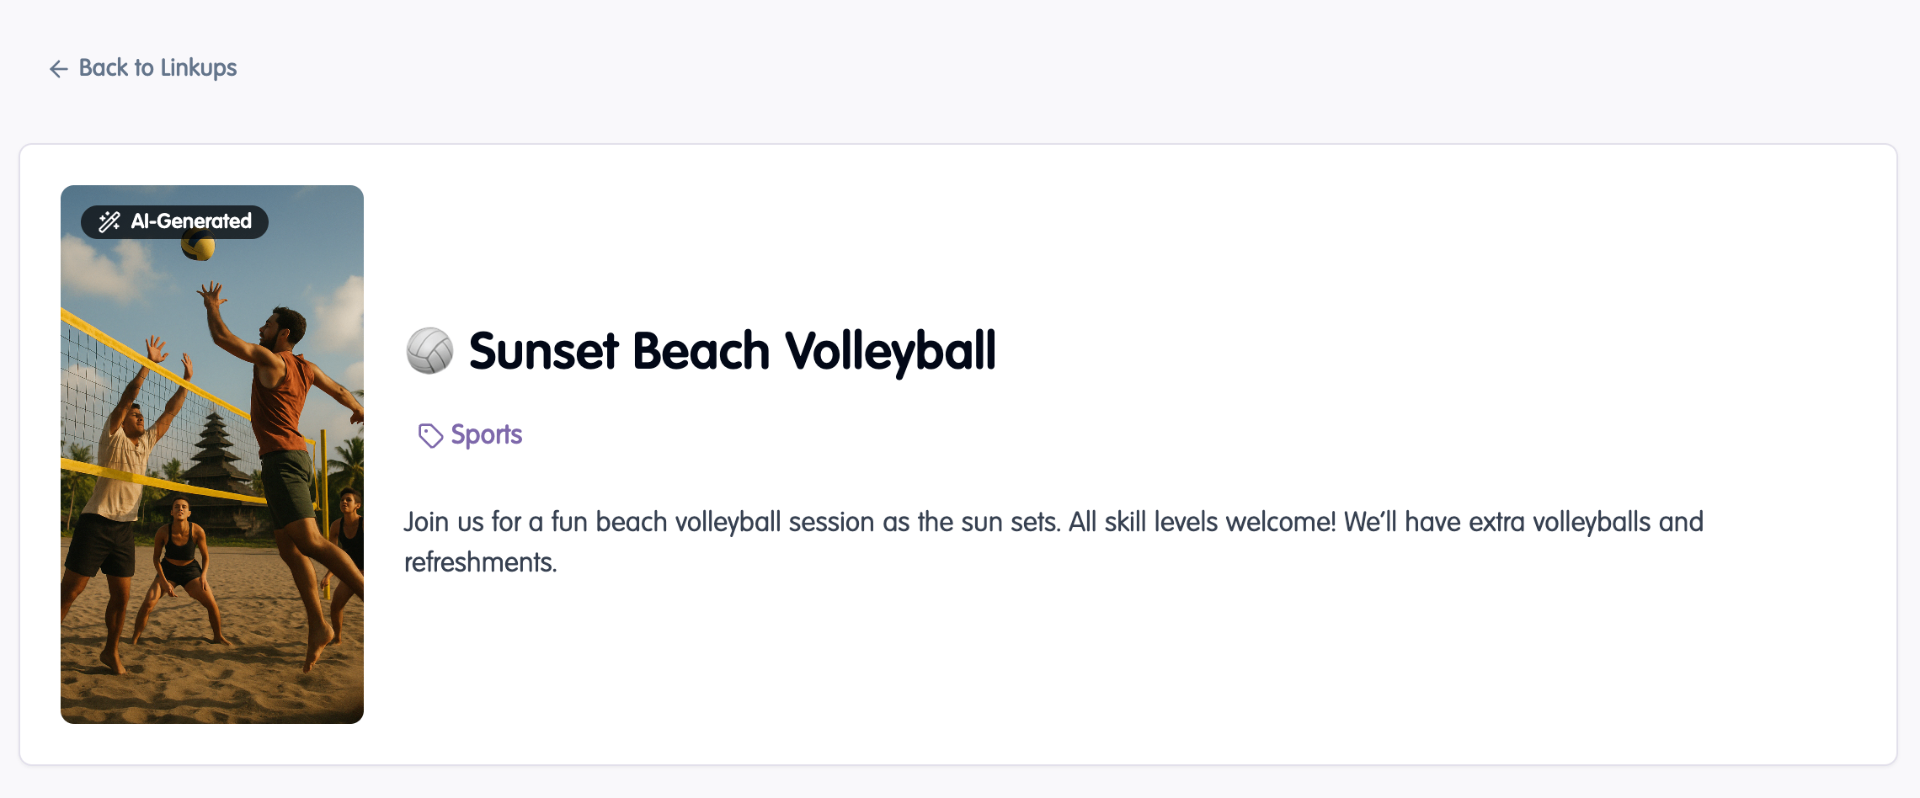 Back to Linkups
AI-Generated
🏐 Sunset Beach Volleyball
Sports
Join us for a fun beach volleyball session as the sun sets. All skill levels welcome! We’ll have extra volleyballs and
refreshments.